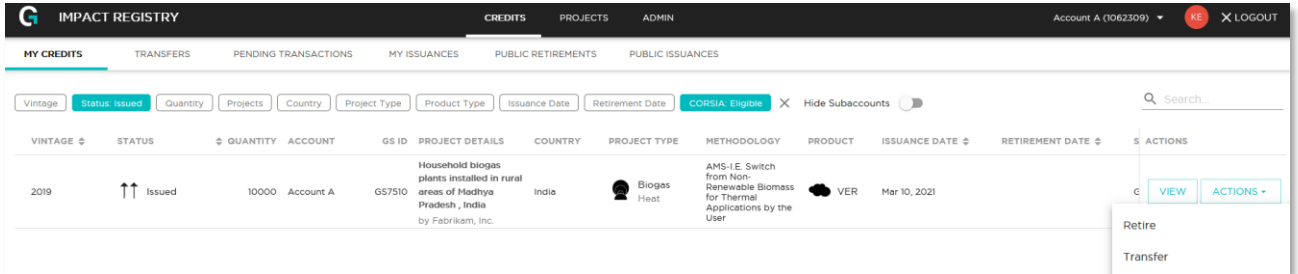 G IMPACT REGISTRY CREDITS PROJECTS ADMIN Account A (1062309) KE X LOGOUT
MY CREDITS TRANSFERS PENDING TRANSACTIONS MY ISSUANCES PUBLIC RETIREMENTS PUBLIC ISSUANCES
Vintage Status: Issued Quantity Projects Country Project Type Product Type Issuance Date Retirement Date CORSIA: Eligible X Hide Subaccounts Search...
VINTAGE STATUS QUANTITY ACCOUNT GS ID PROJECT DETAILS COUNTRY PROJECT TYPE METHODOLOGY PRODUCT ISSUANCE DATE RETIREMENT DATE S ACTIONS
2019 Issued 10000 Account A GS7510
Household biogas
plants installed in rural
areas of Madhya
Pradesh , India
by Fabrikam, Inc.
India
Biogas
Heat
AMS-I.E. Switch
from Non-
Renewable Biomass
for Thermal
Applications by the
User
VER Mar 10, 2021 G VIEW ACTIONS
Retire
Transfer